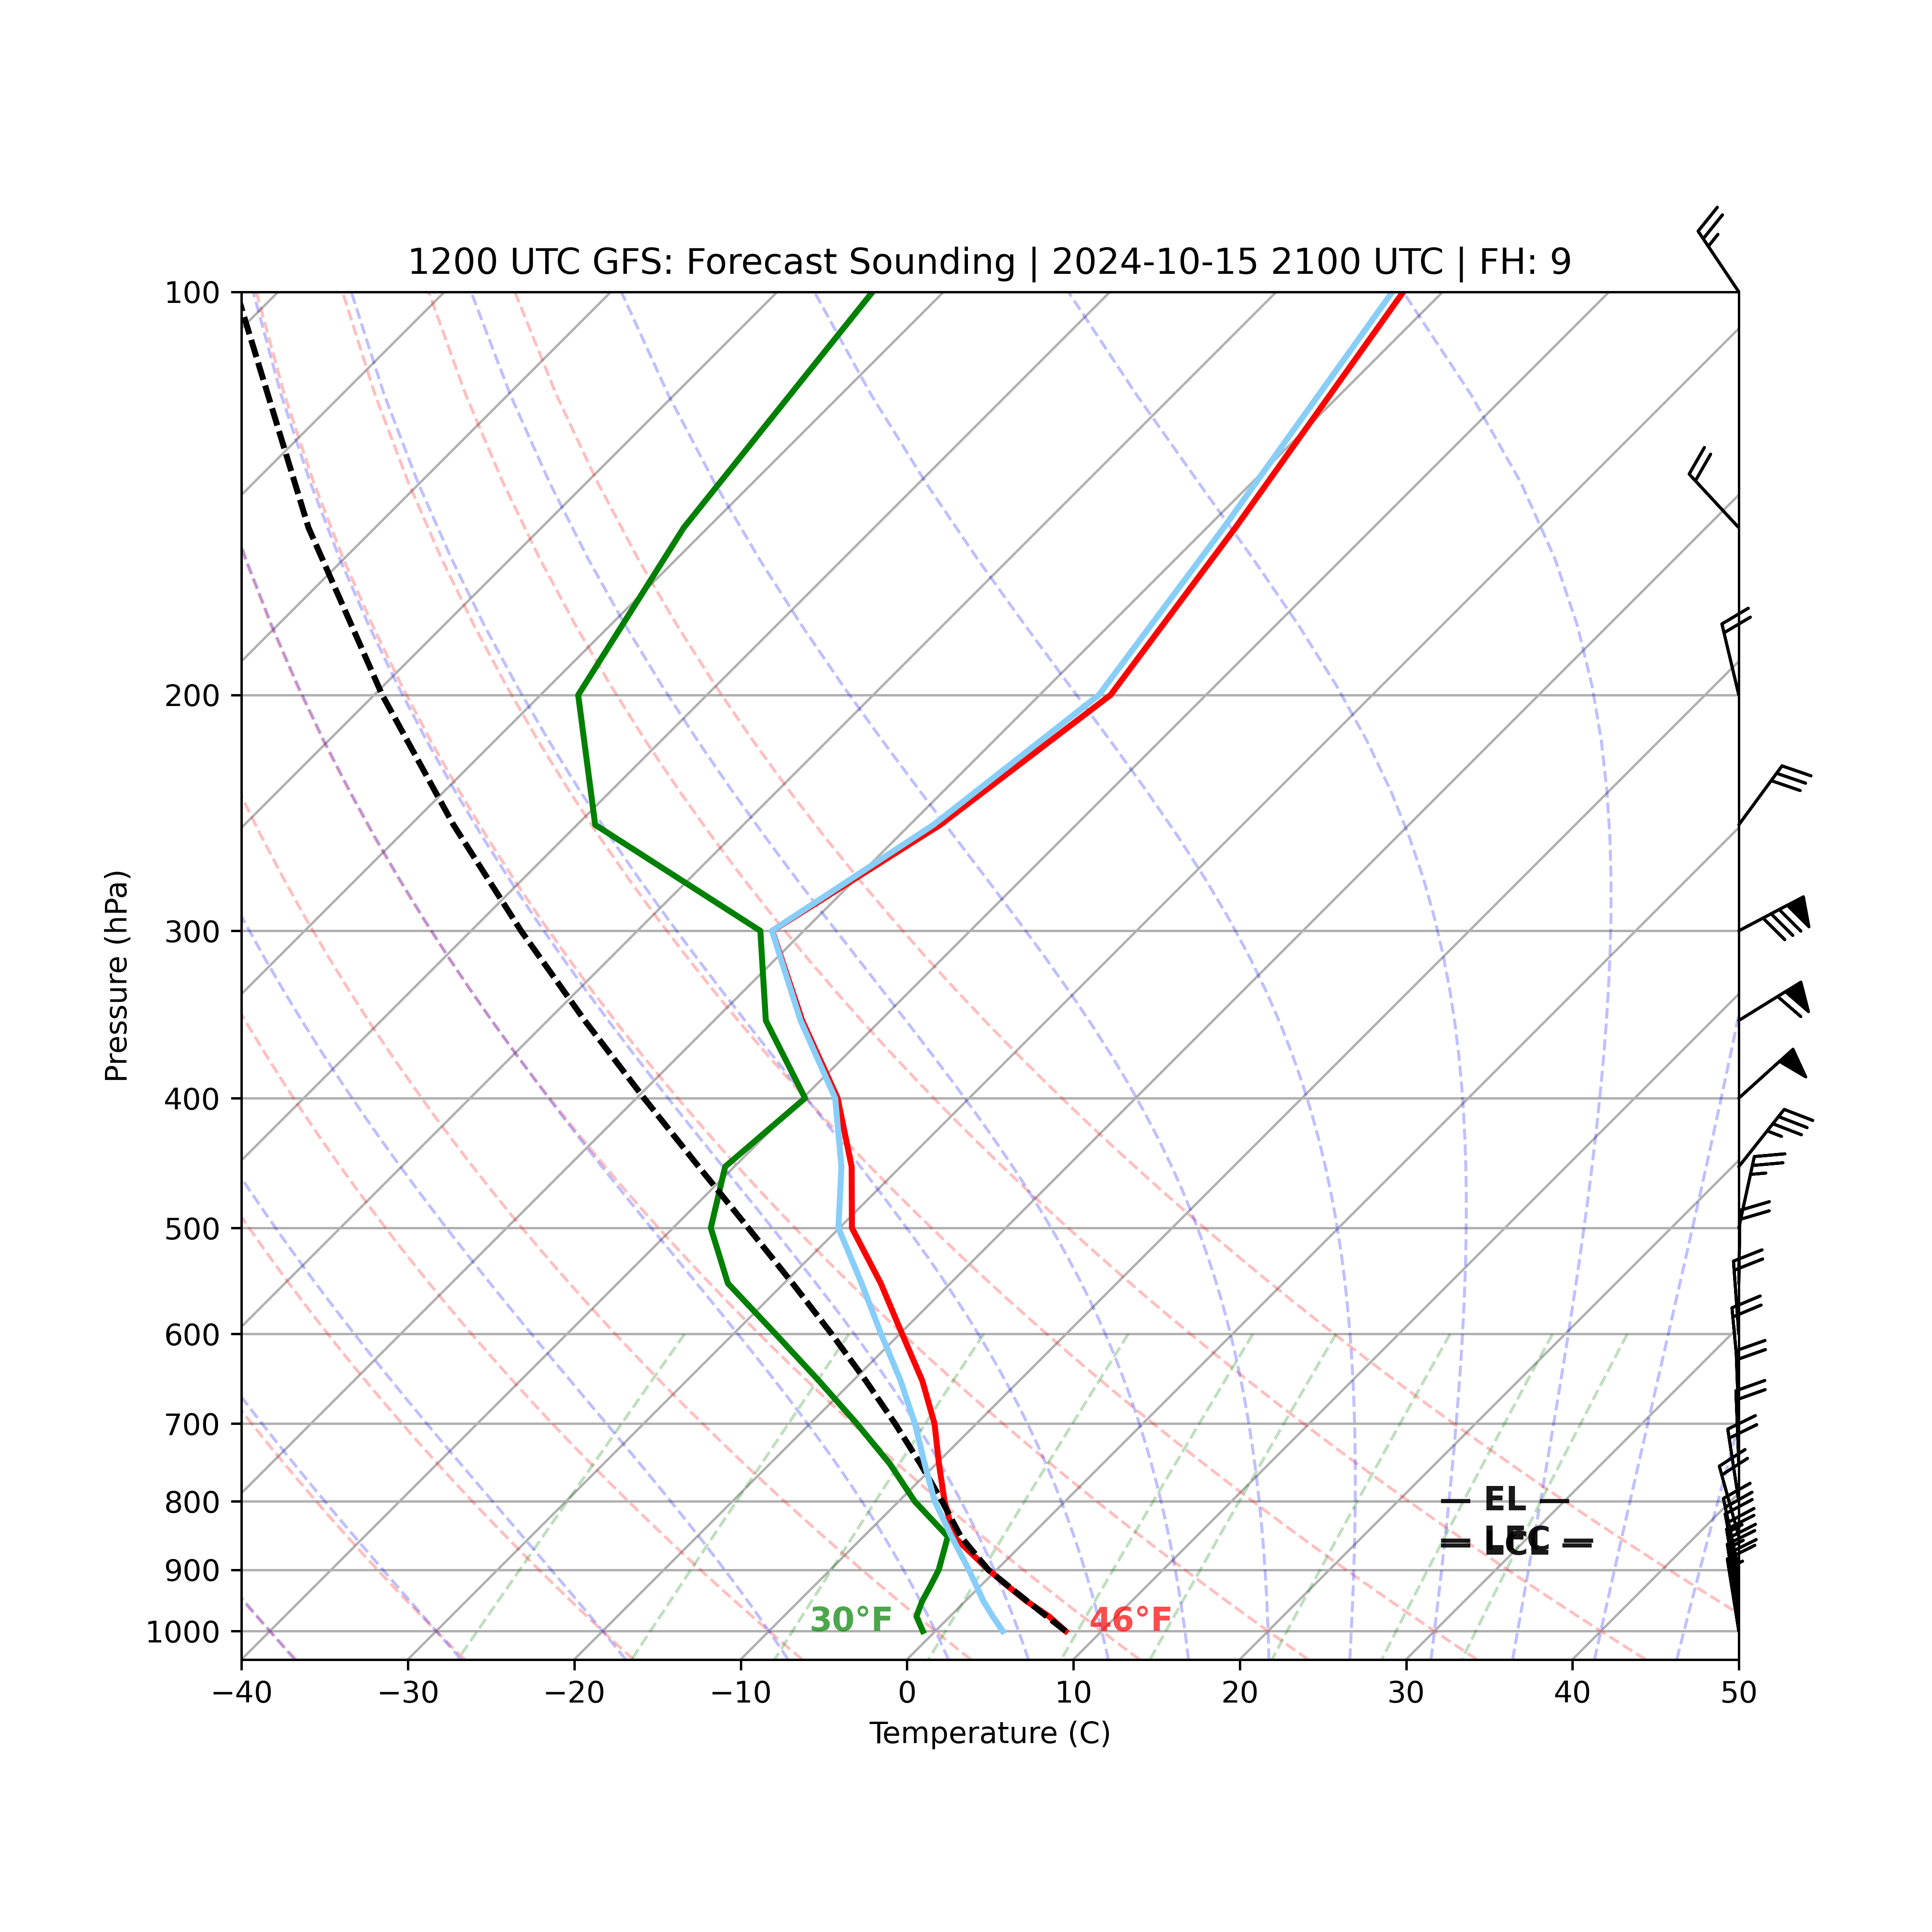 1200 UTC GFS: Forecast Sounding | 2024-10-15 2100 UTC | FH: 9
100
200
300
400
500
600
700
800
900
1000
Pressure (hPa)
— EL —
— LFC —
— LCL —
30°F
46°F
−40
−30
−20
−10
0
10
20
30
40
50
Temperature (C)